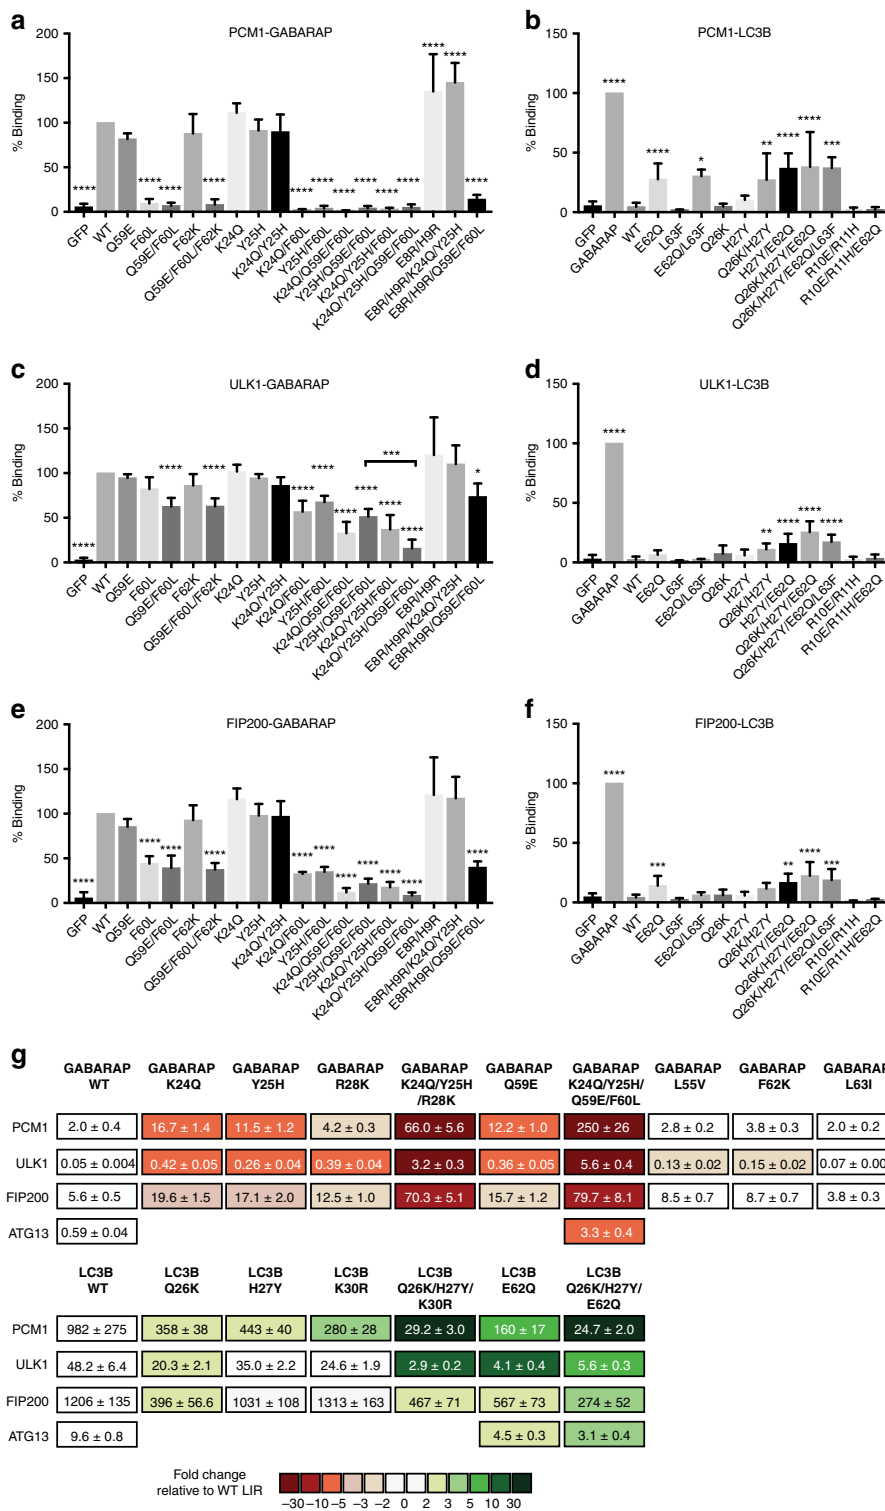 a
PCM1-GABARAP
200
150
100
50
0
% Binding
****
****
****
****
****
****
****
****
****
****
****
****
****
GFP
WT
Q59E
F60L
Q59E/F60L
F62K
Q59E/F60L/F62K
K24Q
Y25H
K24Q/Y25H
K24Q/F60L
Y25H/F60L
K24Q/Q59E/F60L
Y25H/Q59E/F60L
K24Q/Y25H/F60L
K24Q/Y25H/Q59E/F60L
E8R/H9R
E8R/H9R/K24Q/Y25H
E8R/H9R/Q59E/F60L
b
PCM1-LC3B
150
100
50
0
% Binding
****
****
*
**
****
****
***
GFP
GABARAP
WT
E62Q
L63F
E62Q/L63F
Q26K
H27Y
Q26K/H27Y
H27Y/E62Q
Q26K/H27Y/E62Q
Q26K/H27Y/E62Q/L63F
R10E/R11H
R10E/R11H/E62Q
c
ULK1-GABARAP
200
150
100
50
0
% Binding
****
****
****
****
****
****
****
****
****
***
*
GFP
WT
Q59E
F60L
Q59E/F60L
F62K
Q59E/F60L/F62K
K24Q
Y25H
K24Q/Y25H
K24Q/F60L
Y25H/F60L
K24Q/Q59E/F60L
Y25H/Q59E/F60L
K24Q/Y25H/F60L
K24Q/Y25H/Q59E/F60L
E8R/H9R
E8R/H9R/K24Q/Y25H
E8R/H9R/Q59E/F60L
d
ULK1-LC3B
150
100
50
0
% Binding
****
**
****
****
****
GFP
GABARAP
WT
E62Q
L63F
E62Q/L63F
Q26K
H27Y
Q26K/H27Y
H27Y/E62Q
Q26K/H27Y/E62Q
Q26K/H27Y/E62Q/L63F
R10E/R11H
R10E/R11H/E62Q
e
FIP200-GABARAP
200
150
100
50
0
% Binding
****
****
****
****
****
****
****
****
****
****
****
GFP
WT
Q59E
F60L
Q59E/F60L
F62K
Q59E/F60L/F62K
K24Q
Y25H
K24Q/Y25H
K24Q/F60L
Y25H/F60L
K24Q/Q59E/F60L
Y25H/Q59E/F60L
K24Q/Y25H/F60L
K24Q/Y25H/Q59E/F60L
E8R/H9R
E8R/H9R/K24Q/Y25H
E8R/H9R/Q59E/F60L
f
FIP200-LC3B
150
100
50
0
% Binding
****
***
**
****
***
GFP
GABARAP
WT
E62Q
L63F
E62Q/L63F
Q26K
H27Y
Q26K/H27Y
H27Y/E62Q
Q26K/H27Y/E62Q
Q26K/H27Y/E62Q/L63F
R10E/R11H
R10E/R11H/E62Q
g
GABARAP WT
GABARAP K24Q
GABARAP Y25H
GABARAP R28K
GABARAP K24Q/Y25H /R28K
GABARAP Q59E
GABARAP K24Q/Y25H/ Q59E/F60L
GABARAP L55V
GABARAP F62K
GABARAP L63I
PCM1 2.0 ± 0.4 16.7 ± 1.4 11.5 ± 1.2 4.2 ± 0.3 66.0 ± 5.6 12.2 ± 1.0 250 ± 26 2.8 ± 0.2 3.8 ± 0.3 2.0 ± 0.2
ULK1 0.05 ± 0.004 0.42 ± 0.05 0.26 ± 0.04 0.39 ± 0.04 3.2 ± 0.3 0.36 ± 0.05 5.6 ± 0.4 0.13 ± 0.02 0.15 ± 0.02 0.07 ± 0.00
FIP200 5.6 ± 0.5 19.6 ± 1.5 17.1 ± 2.0 12.5 ± 1.0 70.3 ± 5.1 15.7 ± 1.2 79.7 ± 8.1 8.5 ± 0.7 8.7 ± 0.7 3.8 ± 0.3
ATG13 0.59 ± 0.04 3.3 ± 0.4
LC3B WT
LC3B Q26K
LC3B H27Y
LC3B K30R
LC3B Q26K/H27Y/ K30R
LC3B E62Q
LC3B Q26K/H27Y/ E62Q
PCM1 982 ± 275 358 ± 38 443 ± 40 280 ± 28 29.2 ± 3.0 160 ± 17 24.7 ± 2.0
ULK1 48.2 ± 6.4 20.3 ± 2.1 35.0 ± 2.2 24.6 ± 1.9 2.9 ± 0.2 4.1 ± 0.4 5.6 ± 0.3
FIP200 1206 ± 135 396 ± 56.6 1031 ± 108 1313 ± 163 467 ± 71 567 ± 73 274 ± 52
ATG13 9.6 ± 0.8 4.5 ± 0.3 3.1 ± 0.4
Fold change
relative to WT LIR
−30 −10 −5 −3 −2 0 2 3 5 10 30